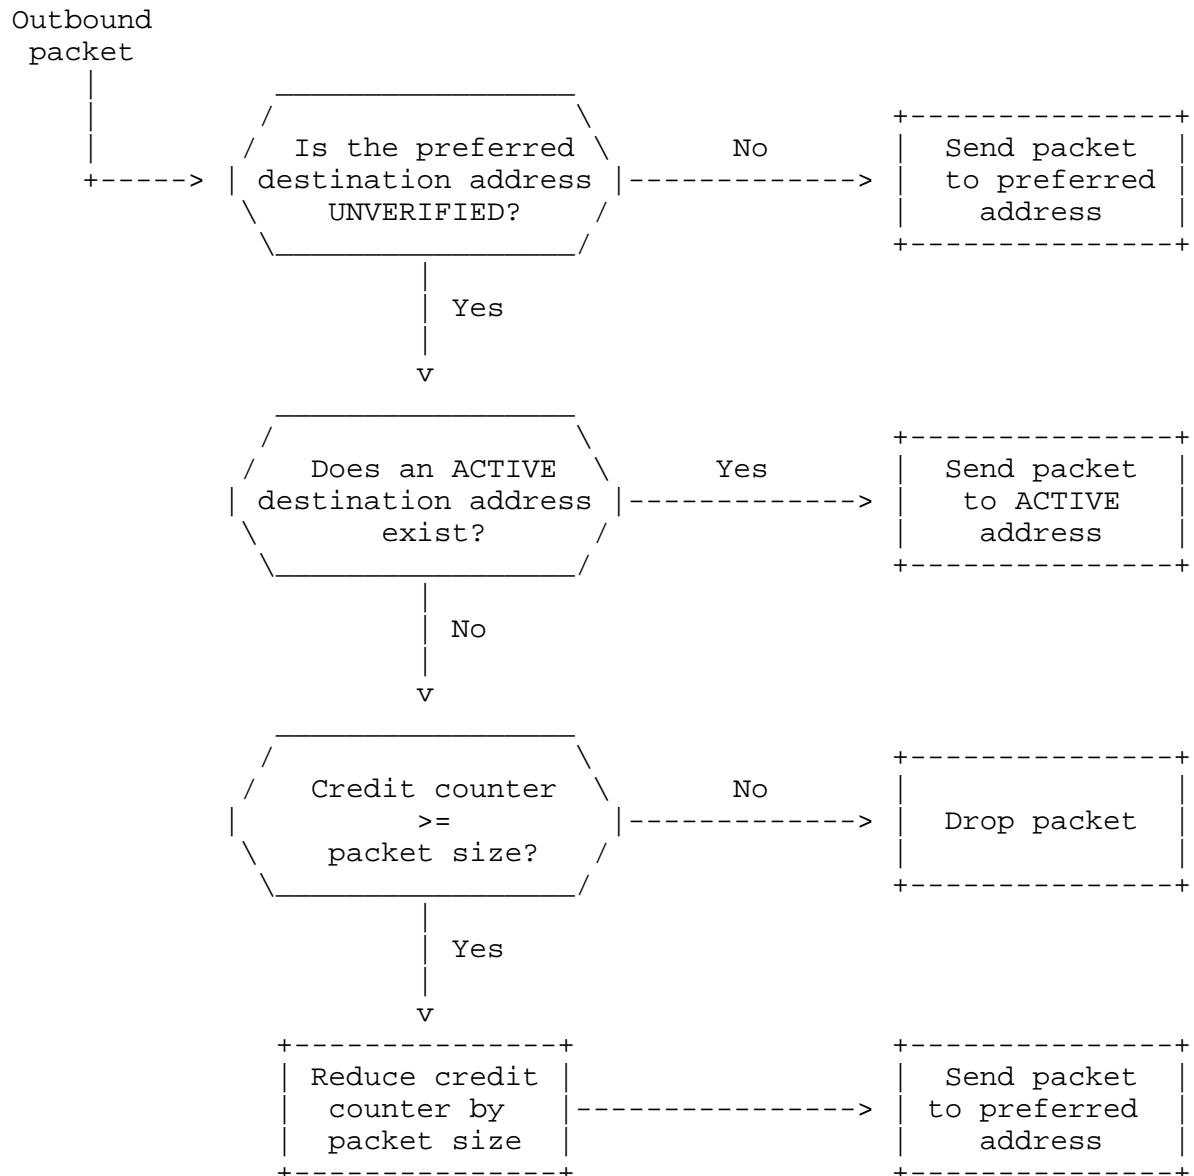 Outbound
packet
Is the preferred
destination address
UNVERIFIED?
No
Send packet
to preferred
address
Yes
Does an ACTIVE
destination address
exist?
Yes
Send packet
to ACTIVE
address
No
Credit counter
>=
packet size?
No
Drop packet
Yes
Reduce credit
counter by
packet size
Send packet
to preferred
address